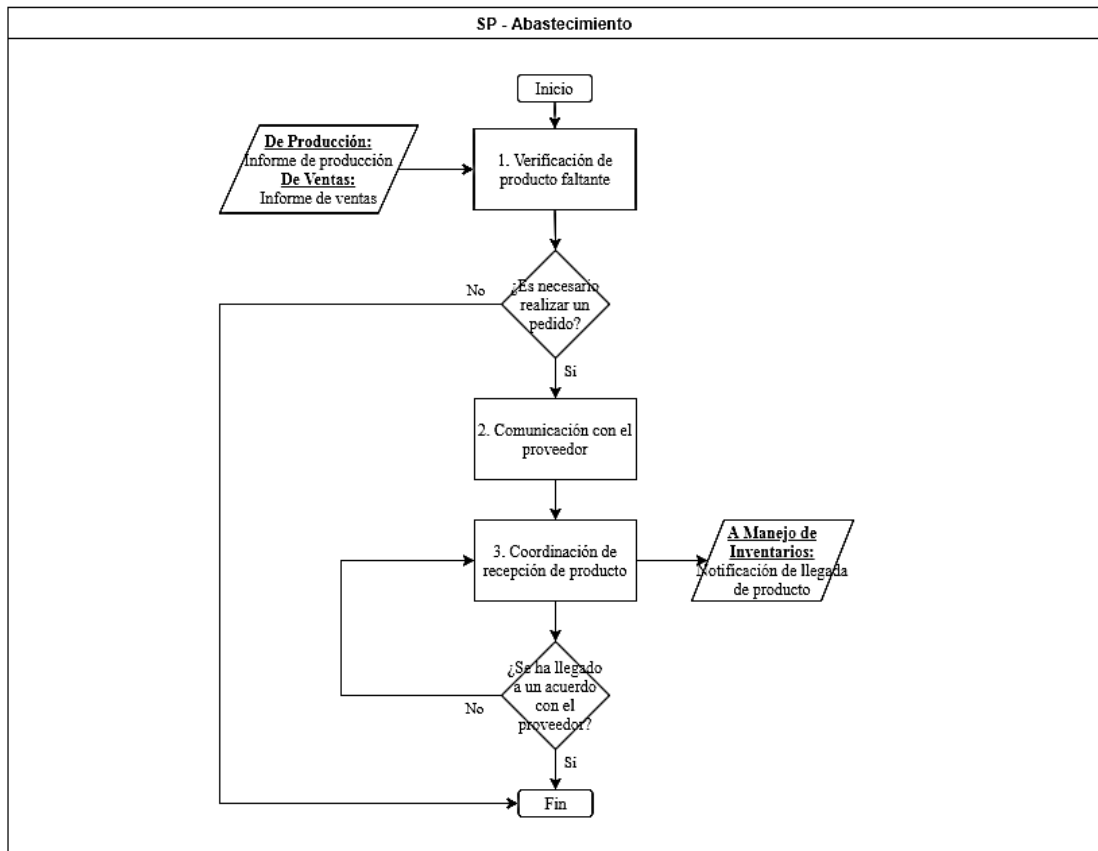 SP - Abastecimiento
Inicio
De Producción:
Informe de producción
De Ventas:
Informe de ventas
1. Verificación de
producto faltante
¿Es necesario
realizar un
pedido?
No
Si
2. Comunicación con el
proveedor
3. Coordinación de
recepción de producto
A Manejo de
Inventarios:
Notificación de llegada
de producto
¿Se ha llegado
a un acuerdo
con el
proveedor?
No
Si
Fin